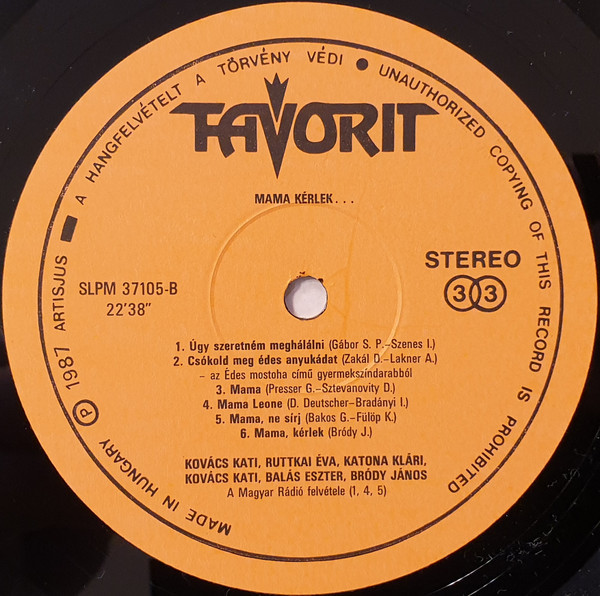 MADE IN HUNGARY Ⓟ 1987 ARTISJUS ■ A HANGFELVÉTELT A TÖRVÉNY VÉDI ● UNAUTHORIZED COPYING OF THIS RECORD IS PROHIBITED
FAVORIT
MAMA KÉRLEK...
STEREO
33
SLPM 37105-B
22'38"
1. Úgy szeretném meghálálni (Gábor S. P.–Szenes I.)
2. Csókold meg édes anyukádat (Zakál D.–Lakner A.)
– az Édes mostoha című gyermekszíndarabból
3. Mama (Presser G.–Sztevanovity D.)
4. Mama Leone (D. Deutscher–Bradányi I.)
5. Mama, ne sírj (Bakos G.–Fülöp K.)
6. Mama, kérlek (Bródy J.)
KOVÁCS KATI, RUTTKAI ÉVA, KATONA KLÁRI,
KOVÁCS KATI, BALÁS ESZTER, BRÓDY JÁNOS
A Magyar Rádió felvétele (1, 4, 5)